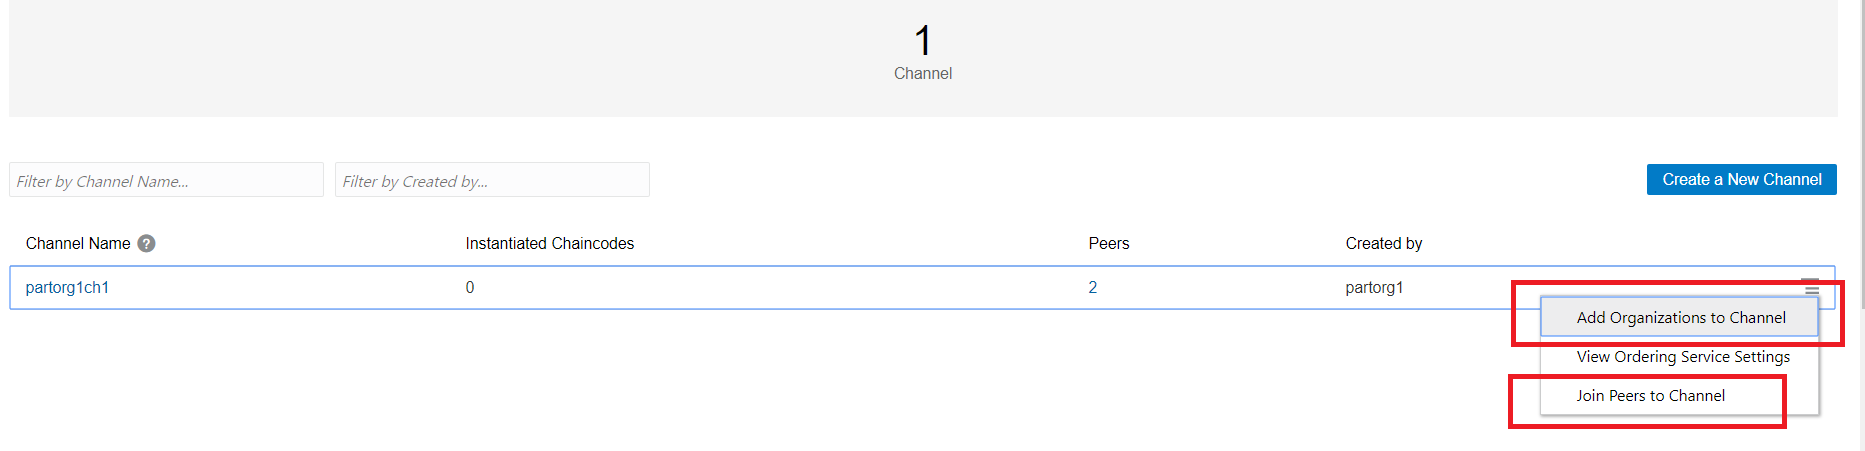 1
Channel
Filter by Channel Name...
Filter by Created by...
Create a New Channel
Channel Name ?
Instantiated Chaincodes
Peers
Created by
partorg1ch1
0
2
partorg1
Add Organizations to Channel
View Ordering Service Settings
Join Peers to Channel